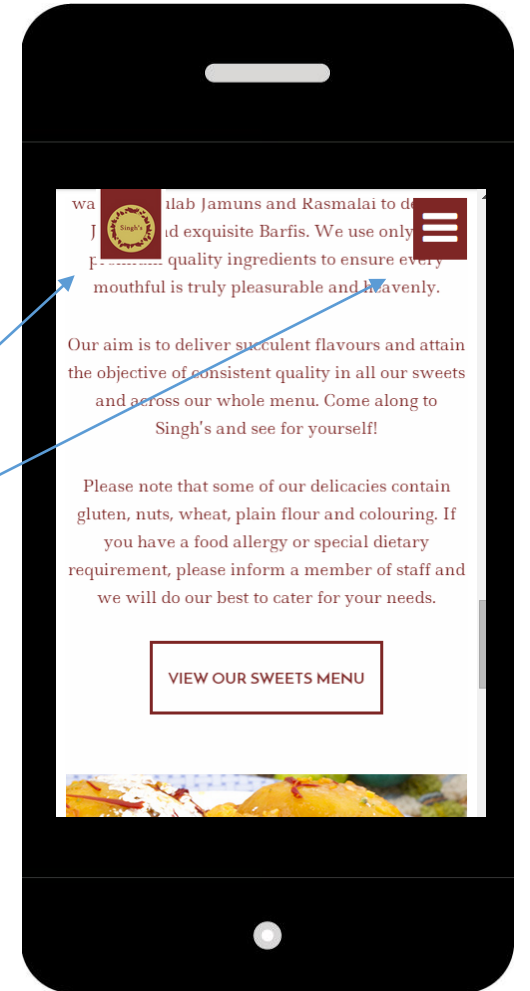 wa ilab Jamuns and Rasmalai to de
Singh's
J nd exquisite Barfis. We use only
quality ingredients to ensure every
mouthful is truly pleasurable and heavenly.
Our aim is to deliver succulent flavours and attain
the objective of consistent quality in all our sweets
and across our whole menu. Come along to
Singh's and see for yourself!
Please note that some of our delicacies contain
gluten, nuts, wheat, plain flour and colouring. If
you have a food allergy or special dietary
requirement, please inform a member of staff and
we will do our best to cater for your needs.
VIEW OUR SWEETS MENU